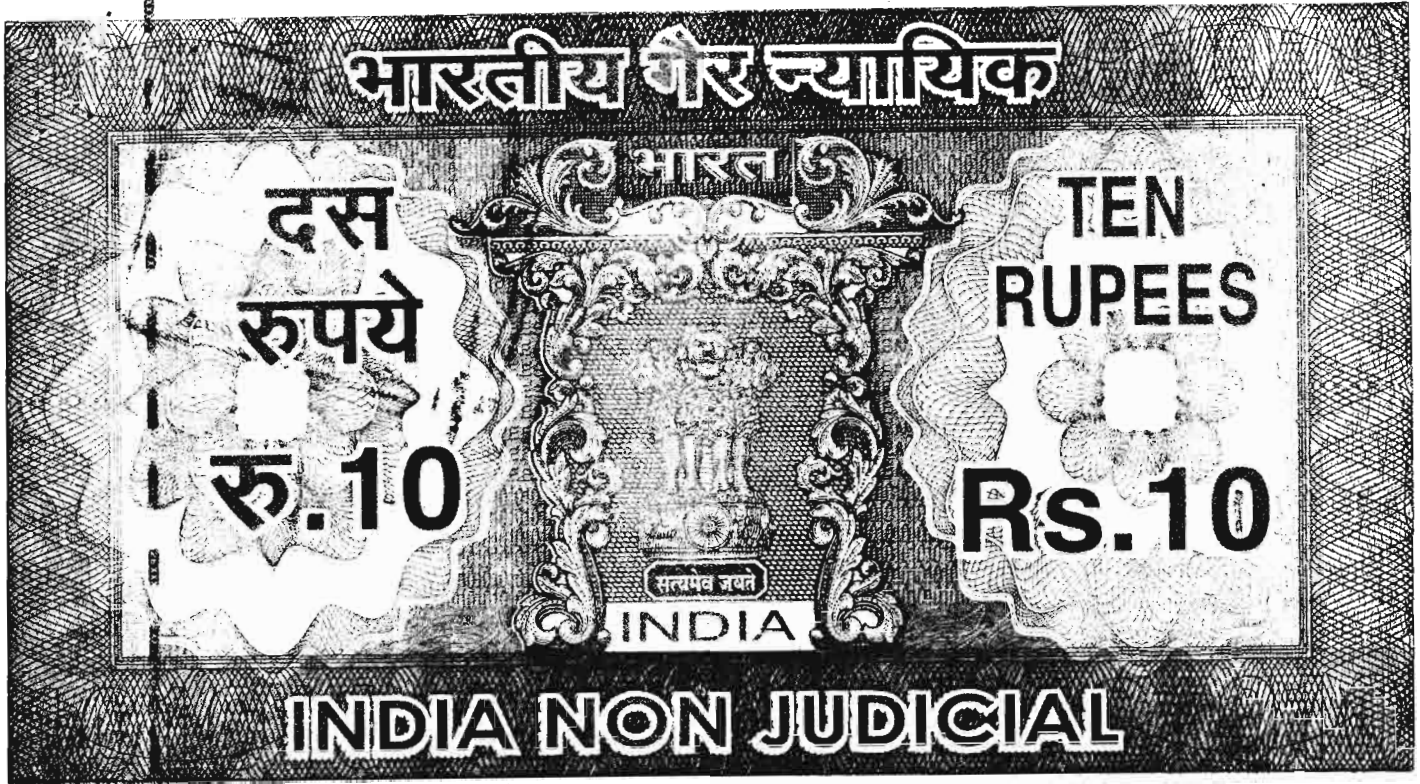 भारतीय गैर न्यायिक
भारत
दस
रुपये
रु.10
TEN
RUPEES
Rs.10
सत्यमेव जयते
INDIA
INDIA NON JUDICIAL